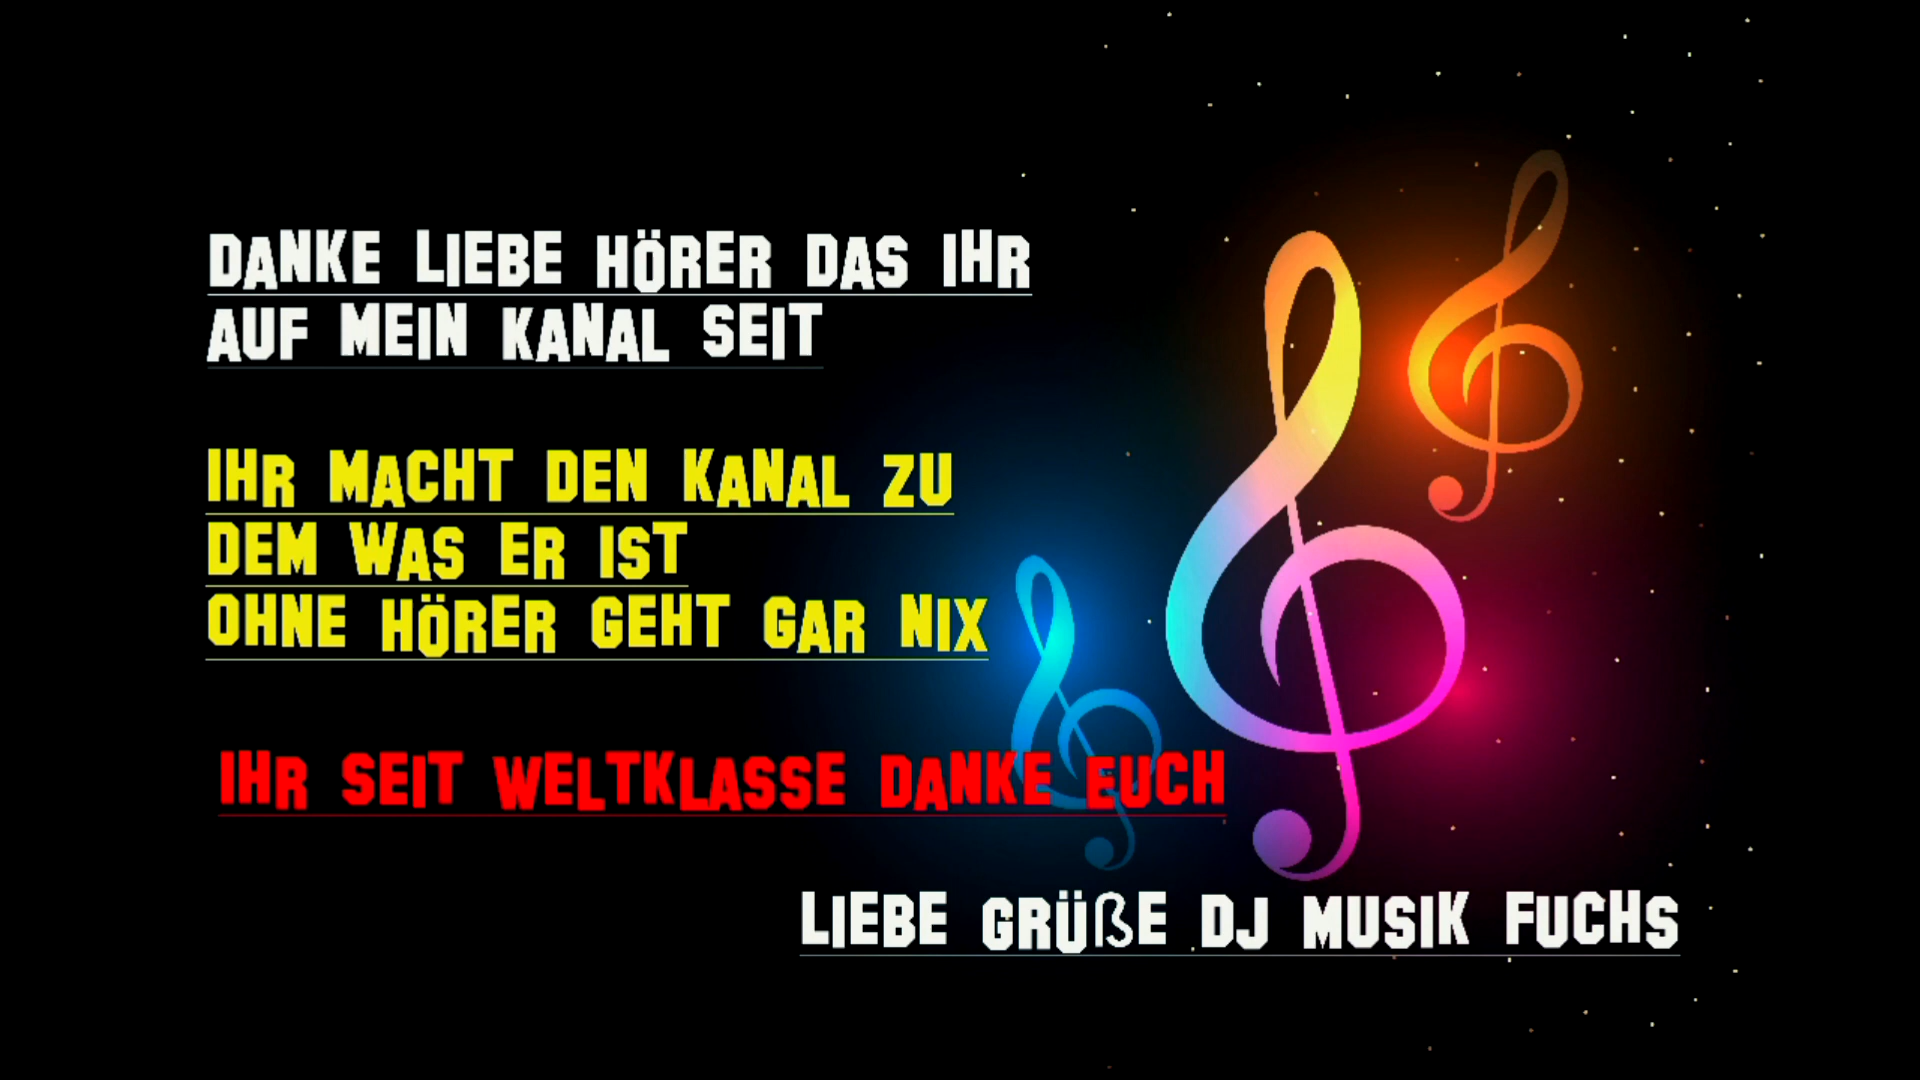 DANKE LIEBE HÖRER DAS IHR
AUF MEIN KANAL SEIT
IHR MACHT DEN KANAL ZU
DEM WAS ER IST
OHNE HÖRER GEHT GAR NIX
IHR SEIT WELTKLASSE DANKE EUCH
LIEBE GRÜßE DJ MUSIK FUCHS